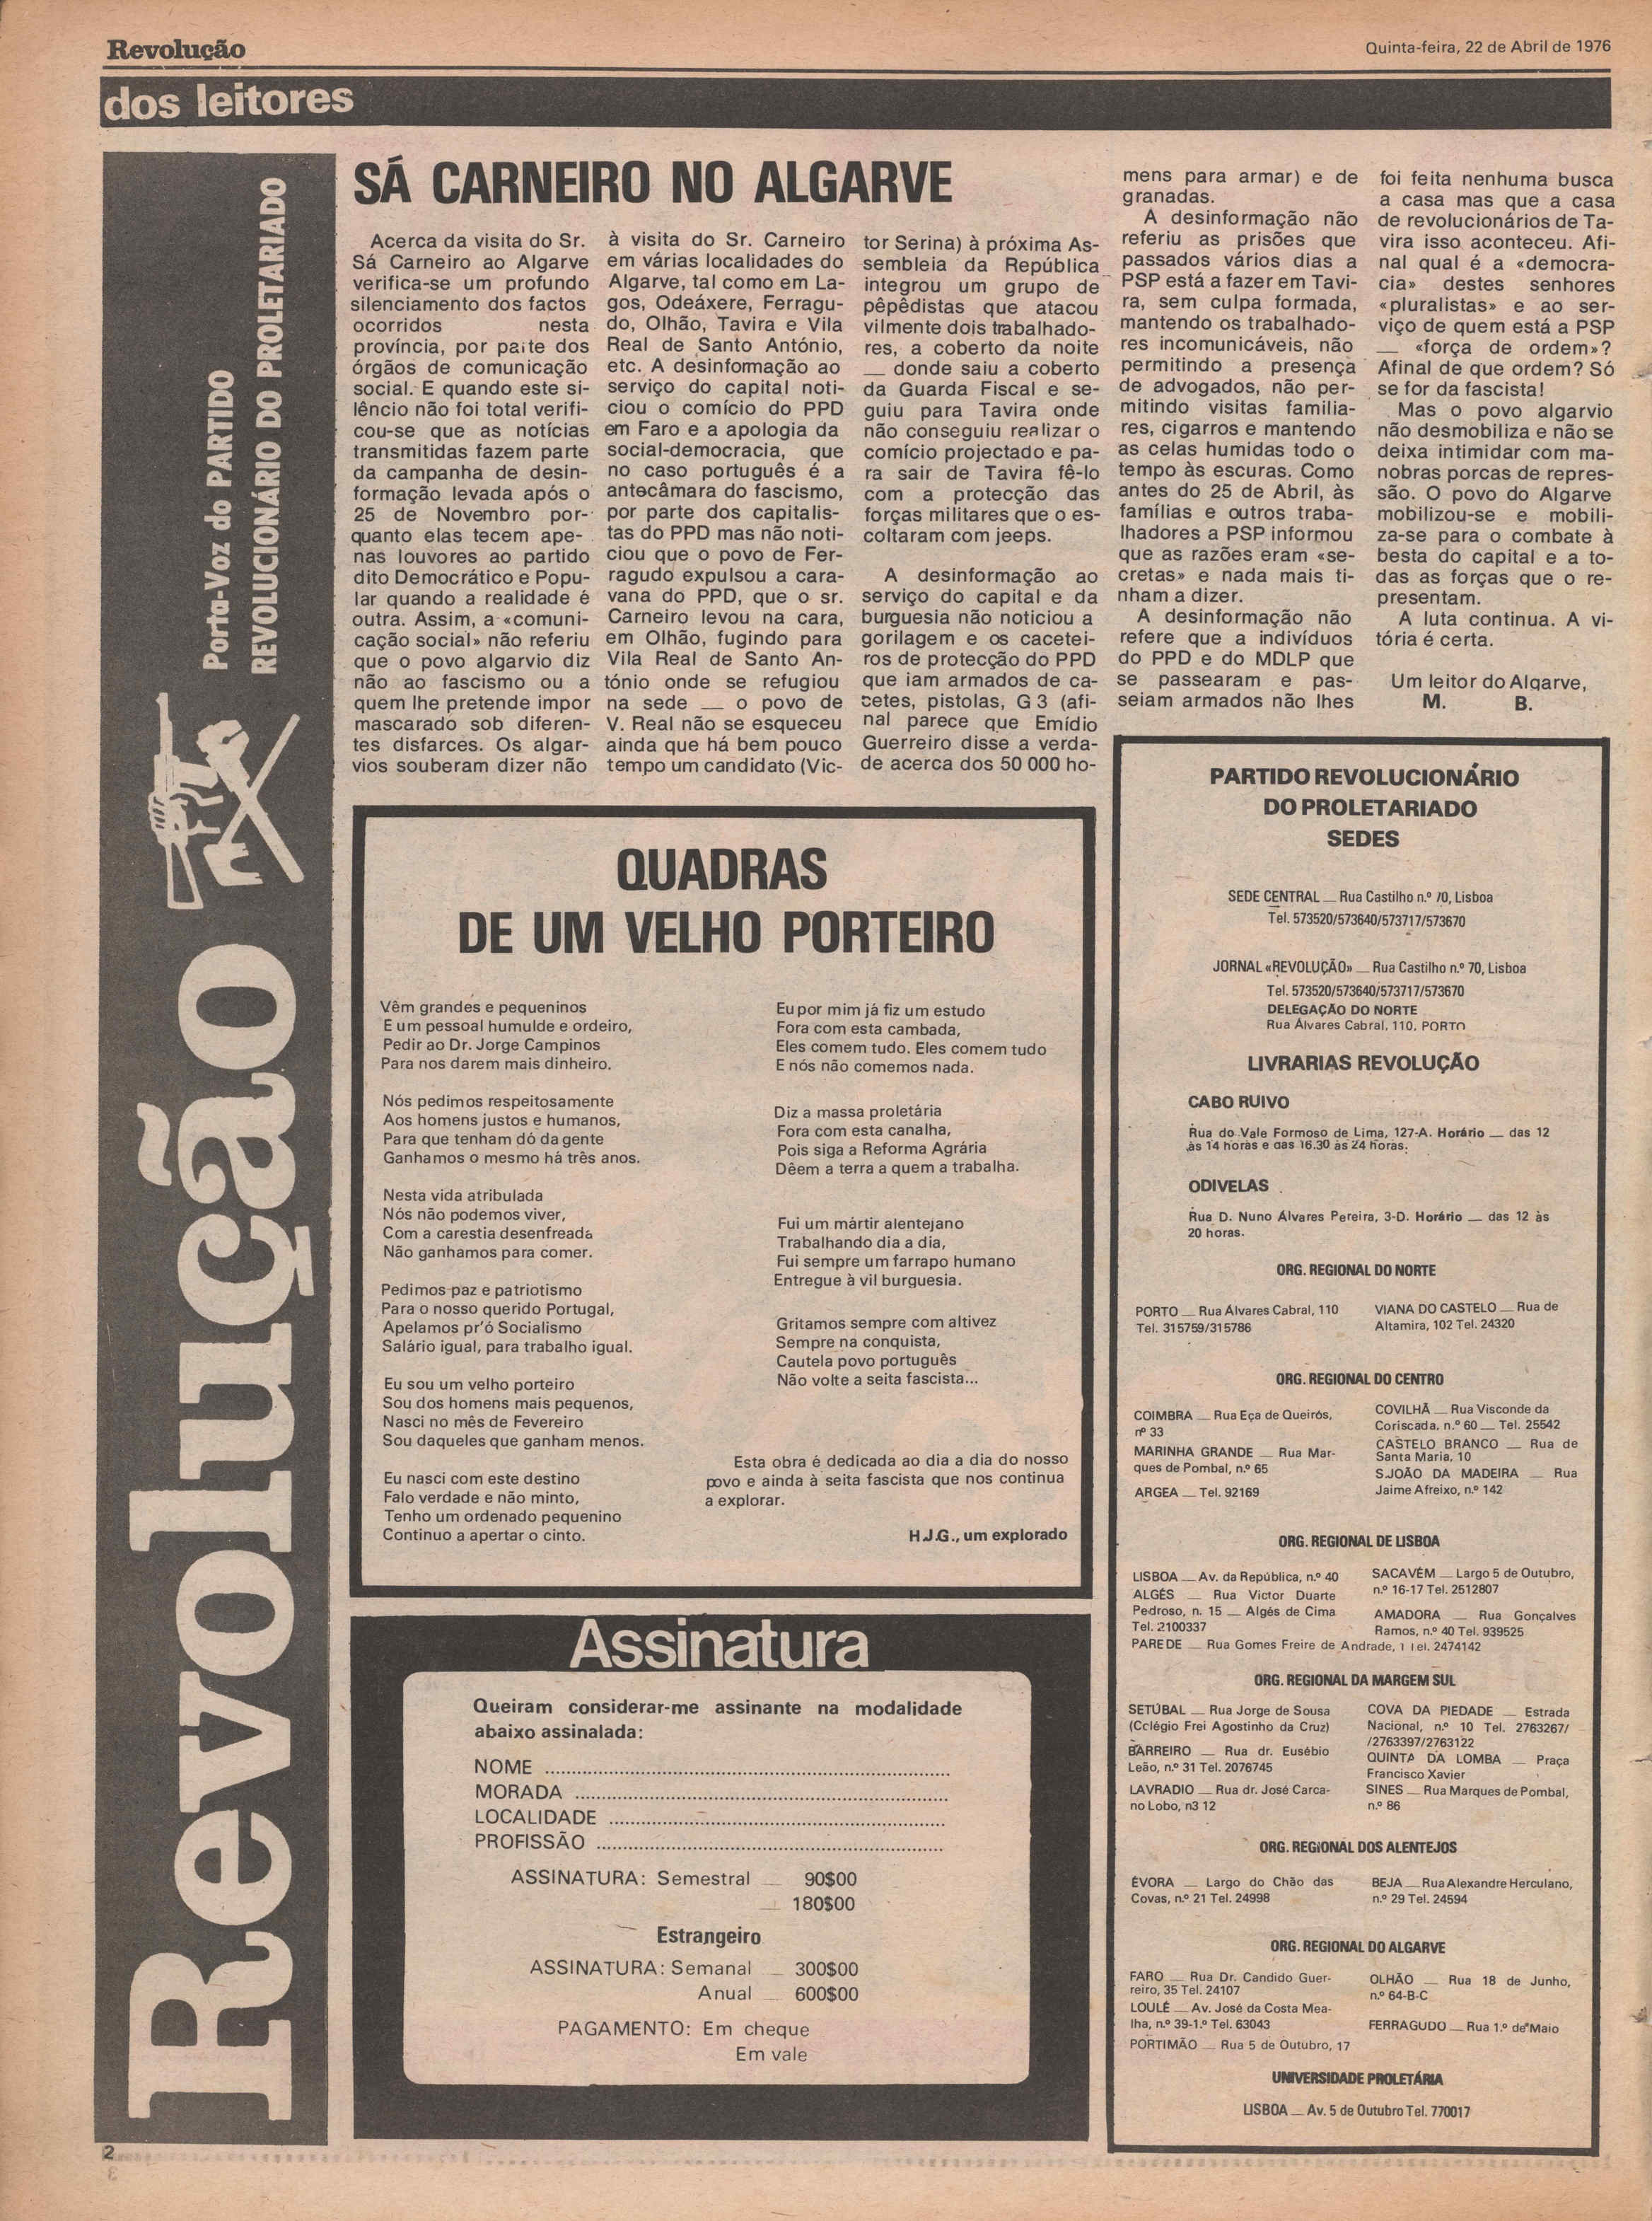 Revolução
Quinta-feira, 22 de Abril de 1976
dos leitores
Revolução
Porta-Voz do PARTIDO
REVOLUCIONÁRIO DO PROLETARIADO
SÁ CARNEIRO NO ALGARVE
Acerca da visita do Sr.
Sá Carneiro ao Algarve
verifica-se um profundo
silenciamento dos factos
ocorridos nesta
província, por parte dos
órgãos de comunicação
social. E quando este si-
lêncio não foi total verifi-
cou-se que as notícias
transmitidas fazem parte
da campanha de desin-
formação levada após o
25 de Novembro por-
quanto elas tecem ape-
nas louvores ao partido
dito Democrático e Popu-
lar quando a realidade é
outra. Assim, a «comuni-
cação social» não referiu
que o povo algarvio diz
não ao fascismo ou a
quem lhe pretende impor
mascarado sob diferen-
tes disfarces. Os algar-
vios souberam dizer não
à visita do Sr. Carneiro
em várias localidades do
Algarve, tal como em La-
gos, Odeáxere, Ferragu-
do, Olhão, Tavira e Vila
Real de Santo António,
etc. A desinformação ao
serviço do capital noti-
ciou o comício do PPD
em Faro e a apologia da
social-democracia, que
no caso português é a
antecâmara do fascismo,
por parte dos capitalis-
tas do PPD mas não noti-
ciou que o povo de Fer-
ragudo expulsou a cara-
vana do PPD, que o sr.
Carneiro levou na cara,
em Olhão, fugindo para
Vila Real de Santo An-
tónio onde se refugiou
na sede — o povo de
V. Real não se esqueceu
ainda que há bem pouco
tempo um candidato (Vic-
tor Serina) à próxima As-
sembleia da República
integrou um grupo de
pêpêdistas que atacou
vilmente dois trabalhado-
res, a coberto da noite
— donde saiu a coberto
da Guarda Fiscal e se-
guiu para Tavira onde
não conseguiu realizar o
comício projectado e pa-
ra sair de Tavira fê-lo
com a protecção das
forças militares que o es-
coltaram com jeeps.
A desinformação ao
serviço do capital e da
burguesia não noticiou a
gorilagem e os cacetei-
ros de protecção do PPD
que iam armados de ca-
cetes, pistolas, G 3 (afi-
nal parece que Emídio
Guerreiro disse a verda-
de acerca dos 50 000 ho-
mens para armar) e de
granadas.
A desinformação não
referiu as prisões que
passados vários dias a
PSP está a fazer em Tavi-
ra, sem culpa formada,
mantendo os trabalhado-
res incomunicáveis, não
permitindo a presença
de advogados, não per-
mitindo visitas familia-
res, cigarros e mantendo
as celas humidas todo o
tempo às escuras. Como
antes do 25 de Abril, às
famílias e outros traba-
lhadores a PSP informou
que as razões eram «se-
cretas» e nada mais ti-
nham a dizer.
A desinformação não
refere que a indivíduos
do PPD e do MDLP que
se passearam e pas-
seiam armados não lhes
foi feita nenhuma busca
a casa mas que a casa
de revolucionários de Ta-
vira isso aconteceu. Afi-
nal qual é a «democra-
cia» destes senhores
«pluralistas» e ao ser-
viço de quem está a PSP
— «força de ordem»?
Afinal de que ordem? Só
se for da fascista!
Mas o povo algarvio
não desmobiliza e não se
deixa intimidar com ma-
nobras porcas de repres-
são. O povo do Algarve
mobilizou-se e mobili-
za-se para o combate à
besta do capital e a to-
das as forças que o re-
presentam.
A luta continua. A vi-
tória é certa.
Um leitor do Algarve,
M. B.
QUADRAS
DE UM VELHO PORTEIRO
Vêm grandes e pequeninos
E um pessoal humulde e ordeiro,
Pedir ao Dr. Jorge Campinos
Para nos darem mais dinheiro.
Nós pedimos respeitosamente
Aos homens justos e humanos,
Para que tenham dó da gente
Ganhamos o mesmo há três anos.
Nesta vida atribulada
Nós não podemos viver,
Com a carestia desenfreada
Não ganhamos para comer.
Pedimos paz e patriotismo
Para o nosso querido Portugal,
Apelamos pr'ó Socialismo
Salário igual, para trabalho igual.
Eu sou um velho porteiro
Sou dos homens mais pequenos,
Nasci no mês de Fevereiro
Sou daqueles que ganham menos.
Eu nasci com este destino
Falo verdade e não minto,
Tenho um ordenado pequenino
Continuo a apertar o cinto.
Eu por mim já fiz um estudo
Fora com esta cambada,
Eles comem tudo. Eles comem tudo
E nós não comemos nada.
Diz a massa proletária
Fora com esta canalha,
Pois siga a Reforma Agrária
Dêem a terra a quem a trabalha.
Fui um mártir alentejano
Trabalhando dia a dia,
Fui sempre um farrapo humano
Entregue à vil burguesia.
Gritamos sempre com altivez
Sempre na conquista,
Cautela povo português
Não volte a seita fascista...
Esta obra é dedicada ao dia a dia do nosso
povo e ainda à seita fascista que nos continua
a explorar.
H.J.G., um explorado
Assinatura
Queiram considerar-me assinante na modalidade
abaixo assinalada:
NOME
MORADA
LOCALIDADE
PROFISSÃO
ASSINATURA: Semestral — 90$00
— 180$00
Estrangeiro
ASSINATURA: Semanal — 300$00
Anual — 600$00
PAGAMENTO: Em cheque
Em vale
PARTIDO REVOLUCIONÁRIO
DO PROLETARIADO
SEDES
SEDE CENTRAL — Rua Castilho n.º 70, Lisboa
Tel. 573520/573640/573717/573670
JORNAL «REVOLUÇÃO» — Rua Castilho n.º 70, Lisboa
Tel. 573520/573640/573717/573670
DELEGAÇÃO DO NORTE
Rua Álvares Cabral, 110, PORTO
LIVRARIAS REVOLUÇÃO
CABO RUIVO
Rua do Vale Formoso de Lima, 127-A. Horário — das 12
às 14 horas e das 16.30 às 24 horas.
ODIVELAS
Rua D. Nuno Álvares Pereira, 3-D. Horário — das 12 às
20 horas.
ORG. REGIONAL DO NORTE
PORTO — Rua Álvares Cabral, 110
Tel. 315759/315786
VIANA DO CASTELO — Rua de
Altamira, 102 Tel. 24320
ORG. REGIONAL DO CENTRO
COIMBRA — Rua Eça de Queirós,
nº 33
MARINHA GRANDE — Rua Mar-
ques de Pombal, n.º 65
ARGEA — Tel. 92169
COVILHÃ — Rua Visconde da
Coriscada, n.º 60 — Tel. 25542
CASTELO BRANCO — Rua de
Santa Maria, 10
S.JOÃO DA MADEIRA — Rua
Jaime Afreixo, n.º 142
ORG. REGIONAL DE LISBOA
LISBOA — Av. da República, n.º 40
ALGÉS — Rua Victor Duarte
Pedroso, n. 15 — Algés de Cima
Tel. 2100337
SACAVÉM — Largo 5 de Outubro,
n.º 16-17 Tel. 2512807
AMADORA — Rua Gonçalves
Ramos, n.º 40 Tel. 939525
PAREDE — Rua Gomes Freire de Andrade, 1 Tel. 2474142
ORG. REGIONAL DA MARGEM SUL
SETÚBAL — Rua Jorge de Sousa
(Colégio Frei Agostinho da Cruz)
BARREIRO — Rua dr. Eusébio
Leão, n.º 31 Tel. 2076745
LAVRADIO — Rua dr. José Carca-
no Lobo, n3 12
COVA DA PIEDADE — Estrada
Nacional, n.º 10 Tel. 2763267/
/2763397/2763122
QUINTA DA LOMBA — Praça
Francisco Xavier
SINES — Rua Marques de Pombal,
n.º 86
ORG. REGIONAL DOS ALENTEJOS
ÉVORA — Largo do Chão das
Covas, n.º 21 Tel. 24998
BEJA — Rua Alexandre Herculano,
n.º 29 Tel. 24594
ORG. REGIONAL DO ALGARVE
FARO — Rua Dr. Candido Guer-
reiro, 35 Tel. 24107
LOULÉ — Av. José da Costa Mea-
lha, n.º 39-1.º Tel. 63043
PORTIMÃO — Rua 5 de Outubro, 17
OLHÃO — Rua 18 de Junho,
n.º 64-B-C
FERRAGUDO — Rua 1.º de Maio
UNIVERSIDADE PROLETÁRIA
LISBOA — Av. 5 de Outubro Tel. 770017
2